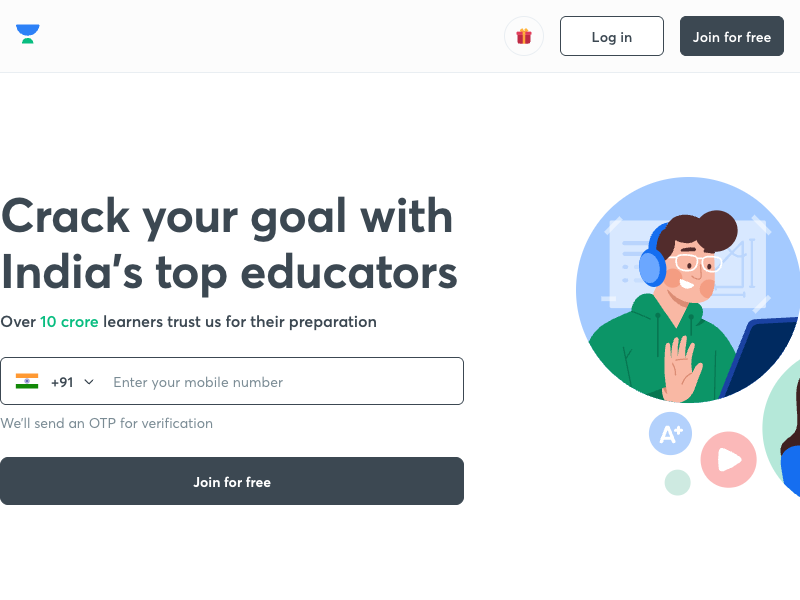 Log in
Join for free
Crack your goal with
India's top educators
Over 10 crore learners trust us for their preparation
+91
Enter your mobile number
We'll send an OTP for verification
Join for free
A+